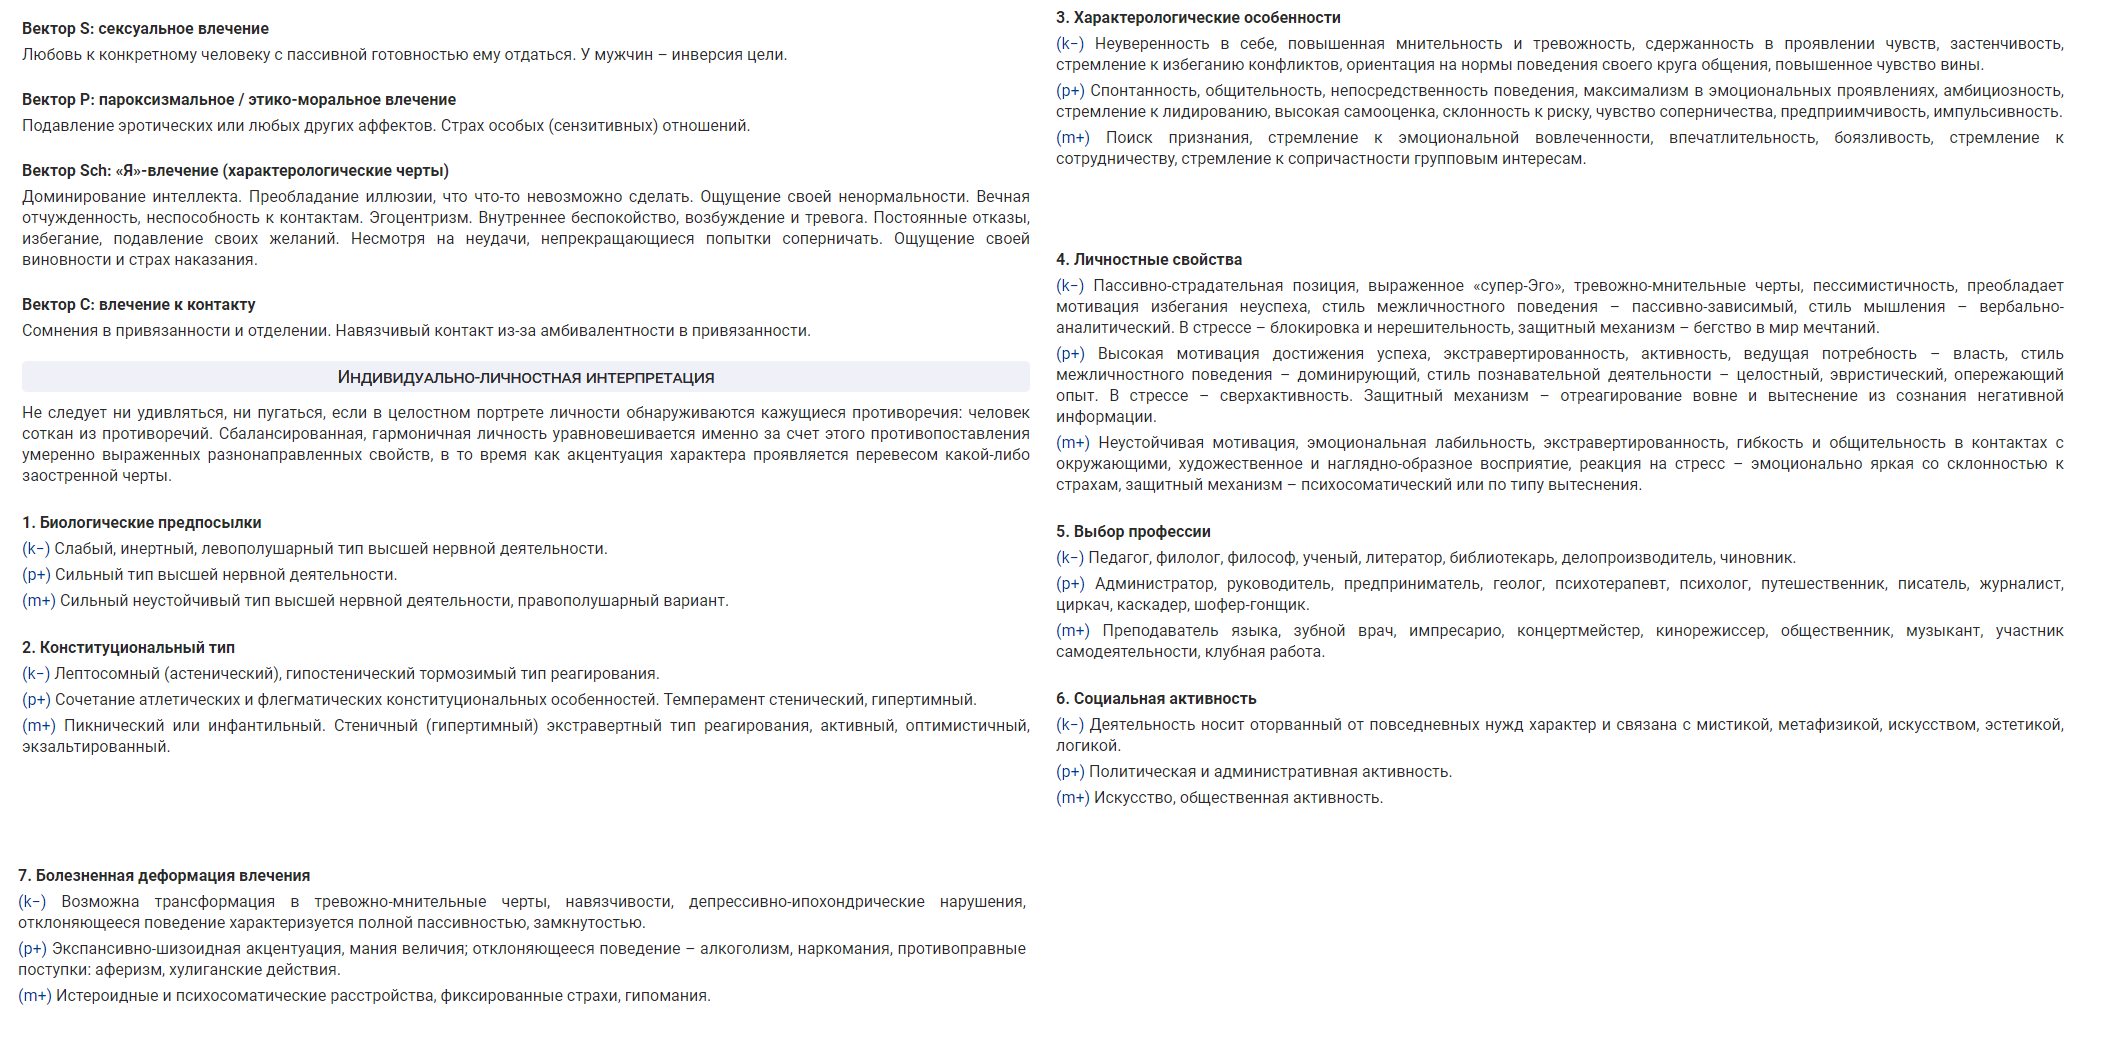 Вектор S: сексуальное влечение
Любовь к конкретному человеку с пассивной готовностью ему отдаться. У мужчин – инверсия цели.
Вектор P: пароксизмальное / этико-моральное влечение
Подавление эротических или любых других аффектов. Страх особых (сензитивных) отношений.
Вектор Sch: «Я»-влечение (характерологические черты)
Доминирование интеллекта. Преобладание иллюзии, что что-то невозможно сделать. Ощущение своей ненормальности. Вечная
отчужденность, неспособность к контактам. Эгоцентризм. Внутреннее беспокойство, возбуждение и тревога. Постоянные отказы,
избегание, подавление своих желаний. Несмотря на неудачи, непрекращающиеся попытки соперничать. Ощущение своей
виновности и страх наказания.
Вектор C: влечение к контакту
Сомнения в привязанности и отделении. Навязчивый контакт из-за амбивалентности в привязанности.
Индивидуально-личностная интерпретация
Не следует ни удивляться, ни пугаться, если в целостном портрете личности обнаруживаются кажущиеся противоречия: человек
соткан из противоречий. Сбалансированная, гармоничная личность уравновешивается именно за счет этого противопоставления
умеренно выраженных разнонаправленных свойств, в то время как акцентуация характера проявляется перевесом какой-либо
заостренной черты.
1. Биологические предпосылки
(k−) Слабый, инертный, левополушарный тип высшей нервной деятельности.
(p+) Сильный тип высшей нервной деятельности.
(m+) Сильный неустойчивый тип высшей нервной деятельности, правополушарный вариант.
2. Конституциональный тип
(k−) Лептосомный (астенический), гипостенический тормозимый тип реагирования.
(p+) Сочетание атлетических и флегматических конституциональных особенностей. Темперамент стенический, гипертимный.
(m+) Пикнический или инфантильный. Стеничный (гипертимный) экстравертный тип реагирования, активный, оптимистичный,
экзальтированный.
3. Характерологические особенности
(k−) Неуверенность в себе, повышенная мнительность и тревожность, сдержанность в проявлении чувств, застенчивость,
стремление к избеганию конфликтов, ориентация на нормы поведения своего круга общения, повышенное чувство вины.
(p+) Спонтанность, общительность, непосредственность поведения, максимализм в эмоциональных проявлениях, амбициозность,
стремление к лидированию, высокая самооценка, склонность к риску, чувство соперничества, предприимчивость, импульсивность.
(m+) Поиск признания, стремление к эмоциональной вовлеченности, впечатлительность, боязливость, стремление к
сотрудничеству, стремление к сопричастности групповым интересам.
4. Личностные свойства
(k−) Пассивно-страдательная позиция, выраженное «супер-Эго», тревожно-мнительные черты, пессимистичность, преобладает
мотивация избегания неуспеха, стиль межличностного поведения – пассивно-зависимый, стиль мышления – вербально-
аналитический. В стрессе – блокировка и нерешительность, защитный механизм – бегство в мир мечтаний.
(p+) Высокая мотивация достижения успеха, экстравертированность, активность, ведущая потребность – власть, стиль
межличностного поведения – доминирующий, стиль познавательной деятельности – целостный, эвристический, опережающий
опыт. В стрессе – сверхактивность. Защитный механизм – отреагирование вовне и вытеснение из сознания негативной
информации.
(m+) Неустойчивая мотивация, эмоциональная лабильность, экстравертированность, гибкость и общительность в контактах с
окружающими, художественное и наглядно-образное восприятие, реакция на стресс – эмоционально яркая со склонностью к
страхам, защитный механизм – психосоматический или по типу вытеснения.
5. Выбор профессии
(k−) Педагог, филолог, философ, ученый, литератор, библиотекарь, делопроизводитель, чиновник.
(p+) Администратор, руководитель, предприниматель, геолог, психотерапевт, психолог, путешественник, писатель, журналист,
циркач, каскадер, шофер-гонщик.
(m+) Преподаватель языка, зубной врач, импресарио, концертмейстер, кинорежиссер, общественник, музыкант, участник
самодеятельности, клубная работа.
6. Социальная активность
(k−) Деятельность носит оторванный от повседневных нужд характер и связана с мистикой, метафизикой, искусством, эстетикой,
логикой.
(p+) Политическая и административная активность.
(m+) Искусство, общественная активность.
7. Болезненная деформация влечения
(k−) Возможна трансформация в тревожно-мнительные черты, навязчивости, депрессивно-ипохондрические нарушения,
отклоняющееся поведение характеризуется полной пассивностью, замкнутостью.
(p+) Экспансивно-шизоидная акцентуация, мания величия; отклоняющееся поведение – алкоголизм, наркомания, противоправные
поступки: аферизм, хулиганские действия.
(m+) Истероидные и психосоматические расстройства, фиксированные страхи, гипомания.